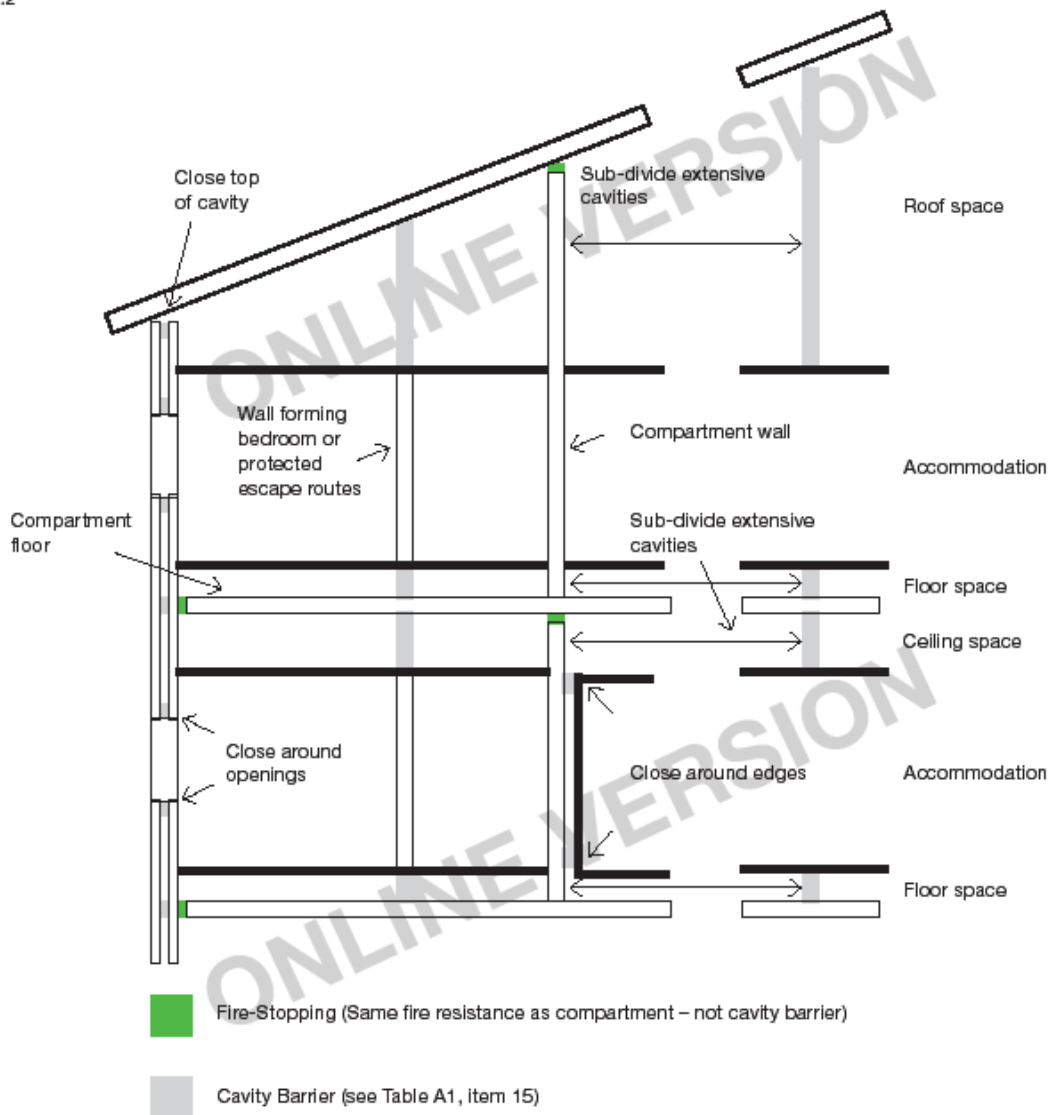 Close top
of cavity
Sub-divide extensive
cavities
Roof space
Wall forming
bedroom or
protected
escape routes
Compartment wall
Accommodation
Compartment
floor
Sub-divide extensive
cavities
Floor space
Ceiling space
Close around
openings
Close around edges
Accommodation
Floor space
ONLINE VERSION
ONLINE VERSION
Fire-Stopping (Same fire resistance as compartment – not cavity barrier)
Cavity Barrier (see Table A1, item 15)